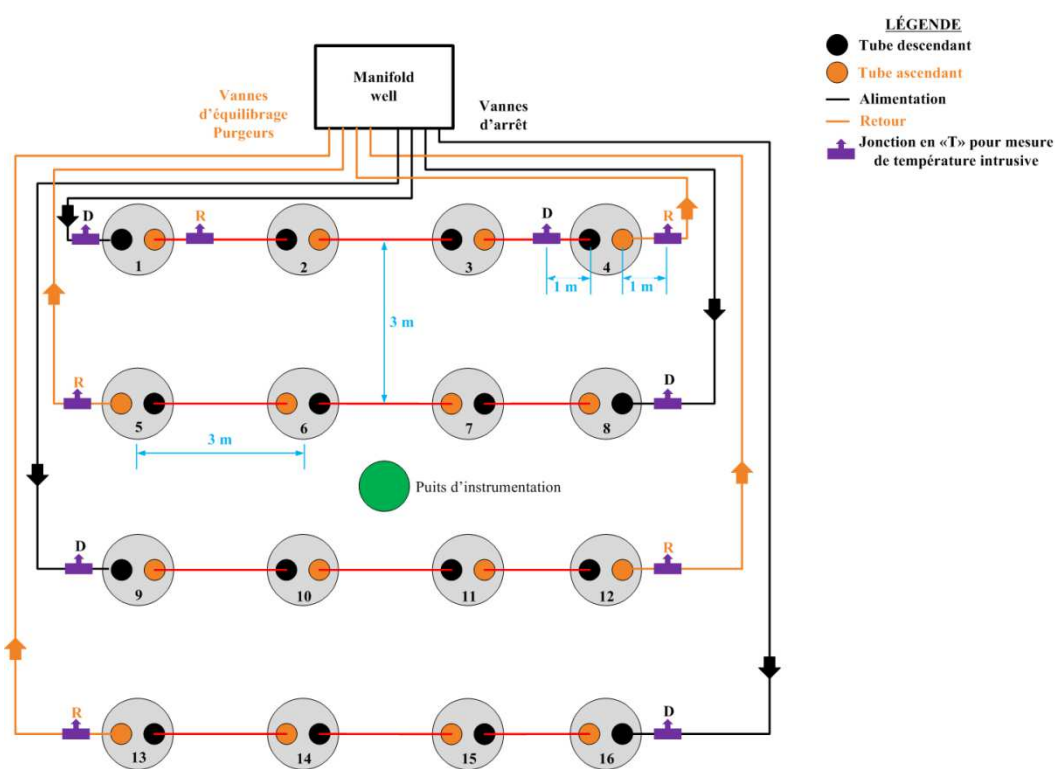 LÉGENDE
Tube descendant
Tube ascendant
Alimentation
Retour
Jonction en «T» pour mesure
de température intrusive
Manifold
well
Vannes
d'équilibrage
Purgeurs
Vannes
d'arrêt
D
R
D
R
1
2
3
4
1 m
1 m
3 m
R
D
5
6
7
8
3 m
Puits d'instrumentation
D
R
9
10
11
12
R
D
13
14
15
16